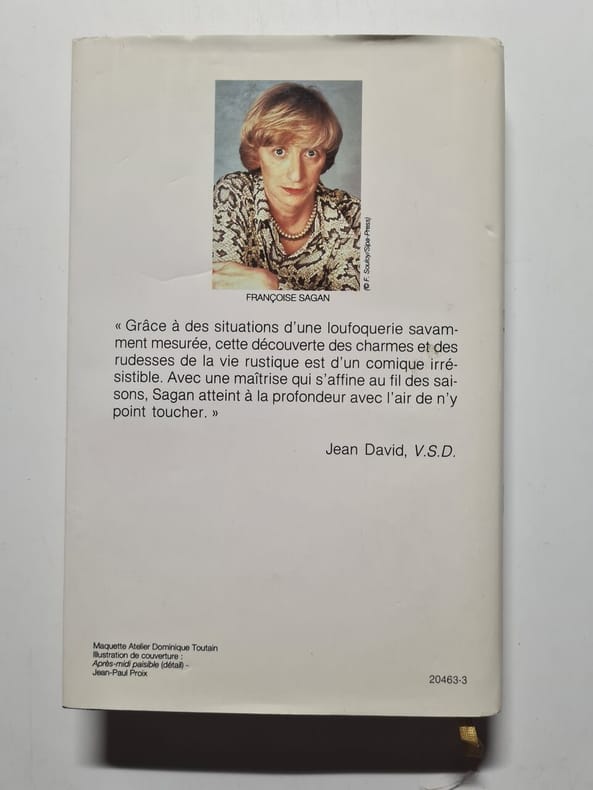 (© F. Souloy/Sipa-Press)
FRANÇOISE SAGAN
« Grâce à des situations d'une loufoquerie savam-
ment mesurée, cette découverte des charmes et des
rudesses de la vie rustique est d'un comique irré-
sistible. Avec une maîtrise qui s'affine au fil des sai-
sons, Sagan atteint à la profondeur avec l'air de n'y
point toucher. »
Jean David, V.S.D.
Maquette Atelier Dominique Toutain
Illustration de couverture :
Après-midi paisible (détail) -
Jean-Paul Proix
20463-3